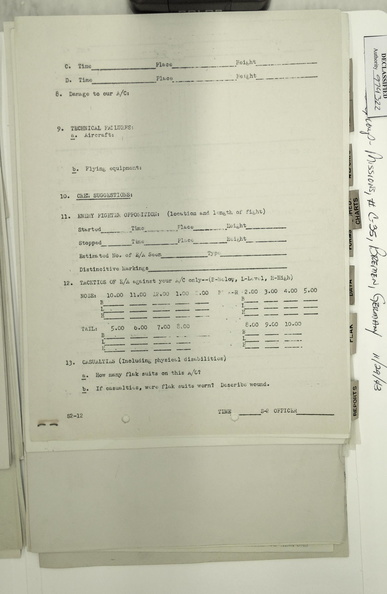 C. Time Place Height
D. Time Place Height
8. Damage to our A/C:
9. TECHNICAL FAILURE:
a. Aircraft:
b. Flying equipment:
10. CREW SUGGESTIONS:
11. ENEMY FIGHTER OPPOSITION: (location and length of fight)
Started Time Place Height
Stopped Time Place Height
Estimated No. of E/A Seen Type
Distinctive Markings
12. TACTICS OF E/A against your A/C only--(B-Below, L-Level, H-High)
NOSE: 10.00 11.00 12.00 1.00 2.00 2.00 3.00 4.00 5.00
B
L
H
TAIL: 5.00 6.00 7.00 8.00 8.00 9.00 10.00
B
L
H
13. CASUALTIES (Including physical disabilities)
a. How many flak suits on this A/C?
b. If casualties, were flak suits worn? Describe wound.
S2-12 TIME S-2 OFFICER
DECLASSIFIED
Authority 974322
Missions, # C-35, Bremen, Germany 11/29/43
CHARTS
FLAK
REPORTS